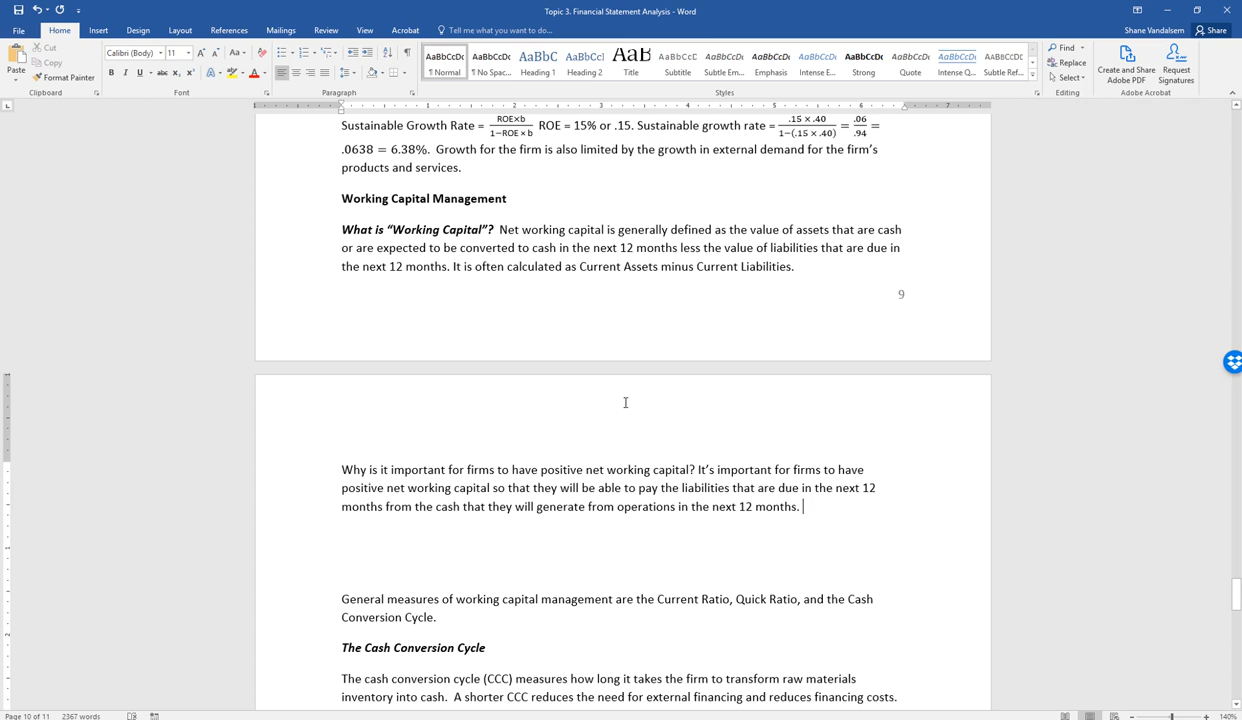 Topic 3. Financial Statement Analysis - Word
File Home Insert Design Layout References Mailings Review View Acrobat Tell me what you want to do... Shane Vandalsem Share
Paste
Cut
Copy
Format Painter
Clipboard
Calibri (Body) 11
Font
Paragraph
AaBbCcDc AaBbCcDc AaBbC AaBbCcl AaB AaBbCcD AaBbCcDc AaBbCcDc AaBbCcDt AaBbCcDc AaBbCcDc AaBbCcDt AABBCCDC
¶ Normal ¶ No Spac... Heading 1 Heading 2 Title Subtitle Subtle Em... Emphasis Intense E... Strong Quote Intense Q... Subtle Ref...
Styles
Find
Replace
Select
Editing
Create and Share Adobe PDF
Request Signatures
Adobe Acrobat
1 1 2 3 4 5 6 7
Sustainable Growth Rate = ROE×b / 1−ROE × b ROE = 15% or .15. Sustainable growth rate = .15 ×.40 / 1−(.15 ×.40) = .06 / .94 =
.0638 = 6.38%. Growth for the firm is also limited by the growth in external demand for the firm’s
products and services.
Working Capital Management
What is “Working Capital”? Net working capital is generally defined as the value of assets that are cash
or are expected to be converted to cash in the next 12 months less the value of liabilities that are due in
the next 12 months. It is often calculated as Current Assets minus Current Liabilities.
9
Why is it important for firms to have positive net working capital? It’s important for firms to have
positive net working capital so that they will be able to pay the liabilities that are due in the next 12
months from the cash that they will generate from operations in the next 12 months.
General measures of working capital management are the Current Ratio, Quick Ratio, and the Cash
Conversion Cycle.
The Cash Conversion Cycle
The cash conversion cycle (CCC) measures how long it takes the firm to transform raw materials
inventory into cash. A shorter CCC reduces the need for external financing and reduces financing costs.
Page 10 of 11 2367 words 140%